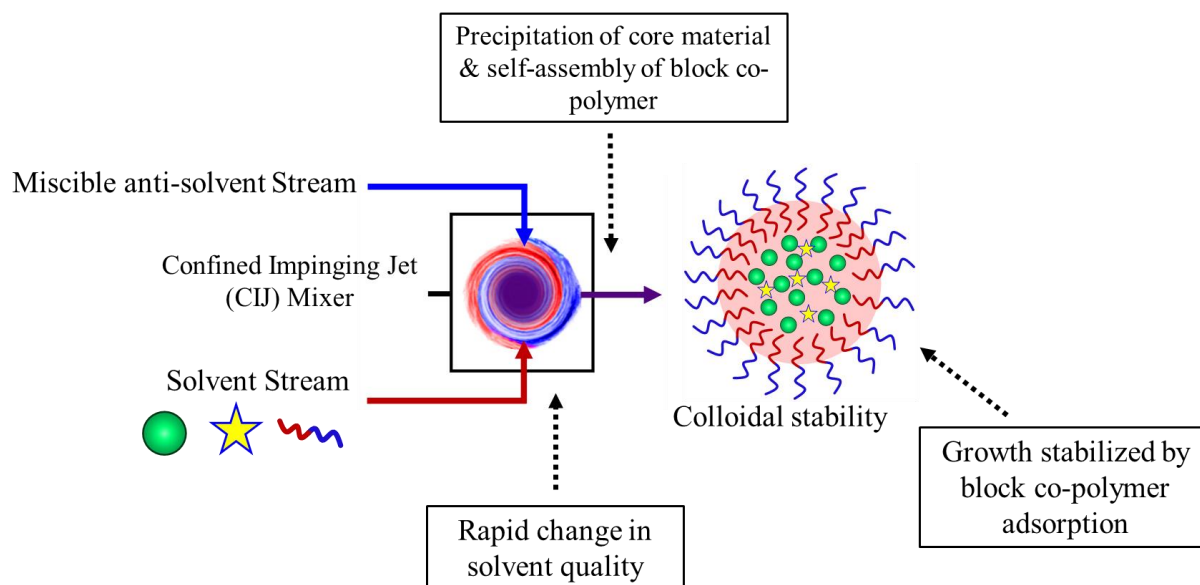 Precipitation of core material
& self-assembly of block co-
polymer
Miscible anti-solvent Stream
Confined Impinging Jet
(CIJ) Mixer
Solvent Stream
Colloidal stability
Growth stabilized by
block co-polymer
adsorption
Rapid change in
solvent quality